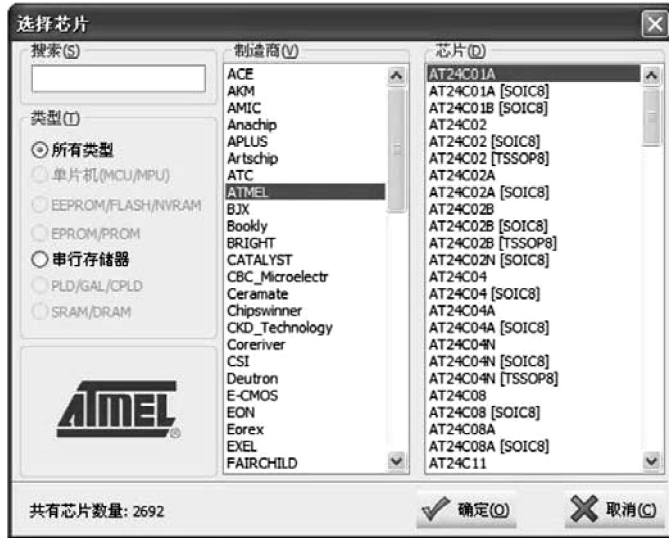 选择芯片
搜索(S)
类型(T)
所有类型
单片机(MCU/MPU)
EEPROM/FLASH/NVRAM
EPROM/PROM
串行存储器
PLD/GAL/CPLD
SRAM/DRAM
ATMEL
®
制造商(V)
ACE
AKM
AMIC
Anachip
APLUS
Artschip
ATC
ATMEL
BJX
Bookly
BRIGHT
CATALYST
CBC_Microelectr
Ceramate
Chipswinner
CKD_Technology
Coreriver
CSI
Deutron
E-CMOS
EON
Eorex
EXEL
FAIRCHILD
芯片(D)
AT24C01A
AT24C01A [SOIC8]
AT24C01B [SOIC8]
AT24C02
AT24C02 [SOIC8]
AT24C02 [TSSOP8]
AT24C02A
AT24C02A [SOIC8]
AT24C02B
AT24C02B [SOIC8]
AT24C02B [TSSOP8]
AT24C02N [SOIC8]
AT24C04
AT24C04 [SOIC8]
AT24C04A
AT24C04A [SOIC8]
AT24C04N
AT24C04N [SOIC8]
AT24C04N [TSSOP8]
AT24C08
AT24C08 [SOIC8]
AT24C08A
AT24C08A [SOIC8]
AT24C11
共有芯片数量: 2692
确定(O)
取消(C)